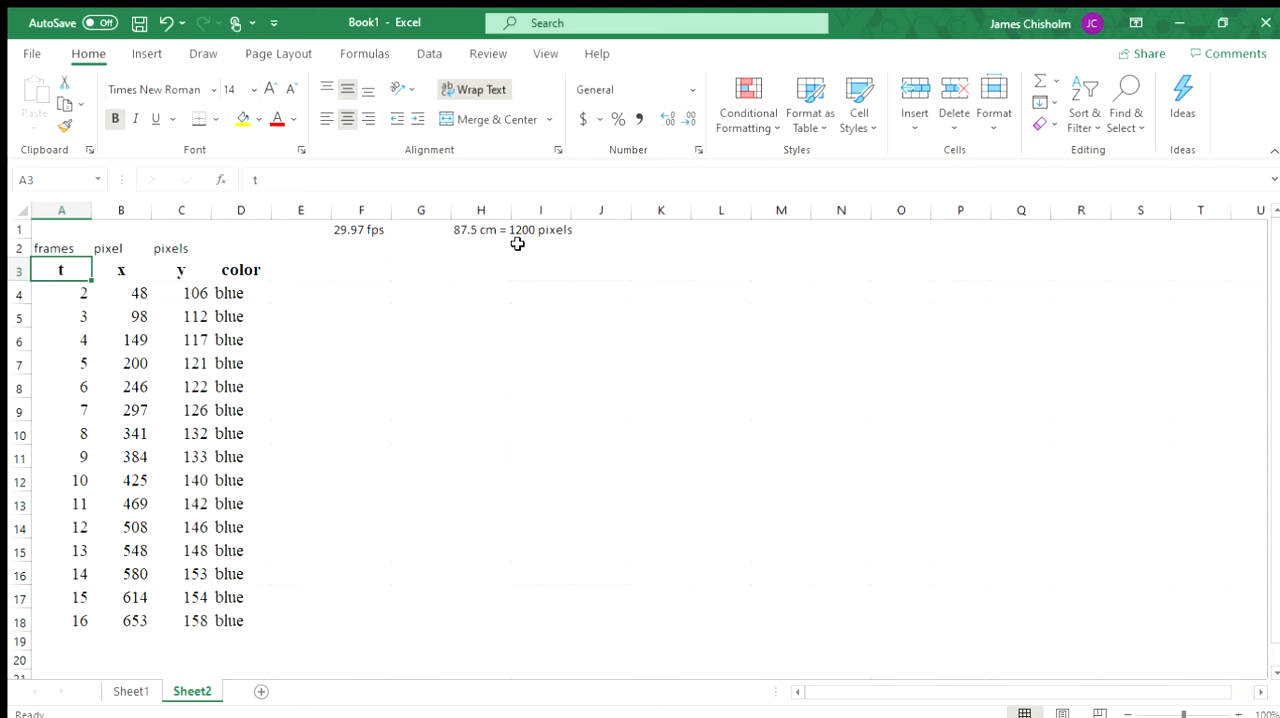 AutoSave Off Book1 - Excel Search James Chisholm JC
File Home Insert Draw Page Layout Formulas Data Review View Help Share Comments
Paste Times New Roman 14 A^ A˅ ab Wrap Text General Conditional Formatting Format as Table Cell Styles Insert Delete Format Sort & Filter Find & Select Ideas
B I U A Merge & Center $ % 9
Clipboard Font Alignment Number Styles Cells Editing Ideas
A3 fx t
A B C D E F G H I J K L M N O P Q R S T U
1 29.97 fps 87.5 cm = 1200 pixels
2 frames pixel pixels
3 t x y color
4 2 48 106 blue
5 3 98 112 blue
6 4 149 117 blue
7 5 200 121 blue
8 6 246 122 blue
9 7 297 126 blue
10 8 341 132 blue
11 9 384 133 blue
12 10 425 140 blue
13 11 469 142 blue
14 12 508 146 blue
15 13 548 148 blue
16 14 580 153 blue
17 15 614 154 blue
18 16 653 158 blue
19
20
21
Sheet1 Sheet2
Ready 100%